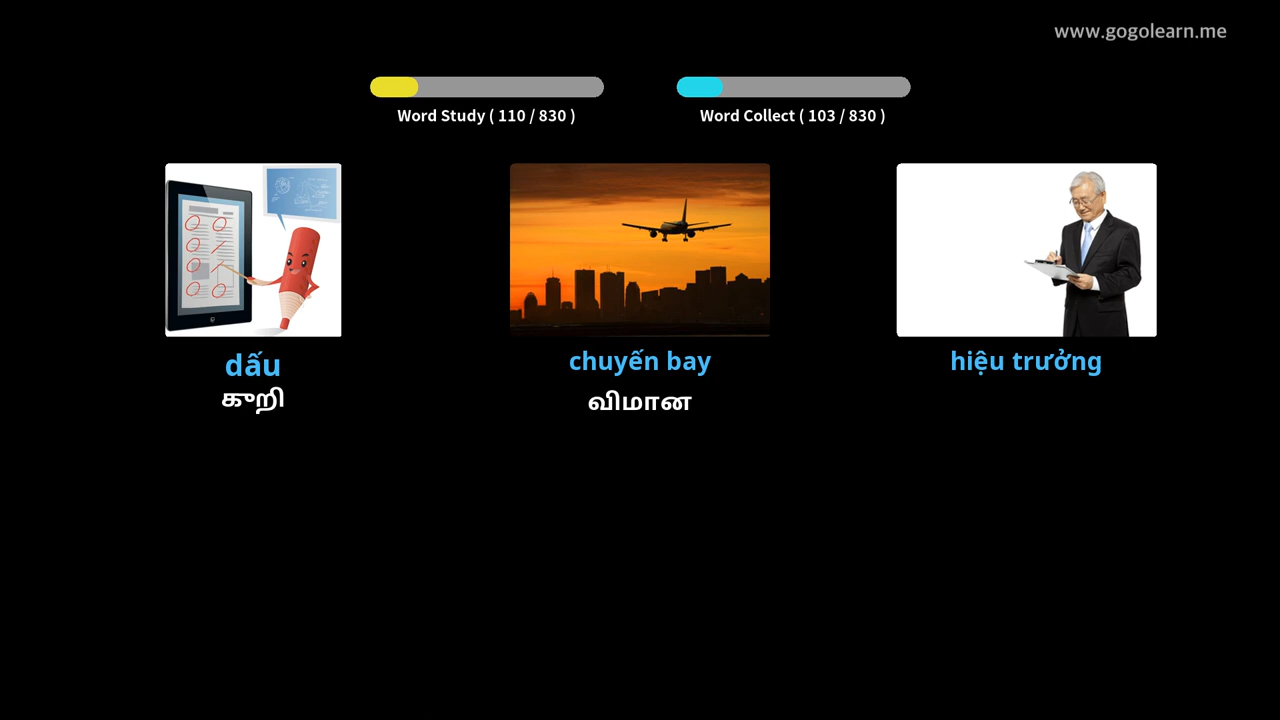 www.gogolearn.me
Word Study ( 110 / 830 )
Word Collect ( 103 / 830 )
dấu
குறி
chuyến bay
விமான
hiệu trưởng